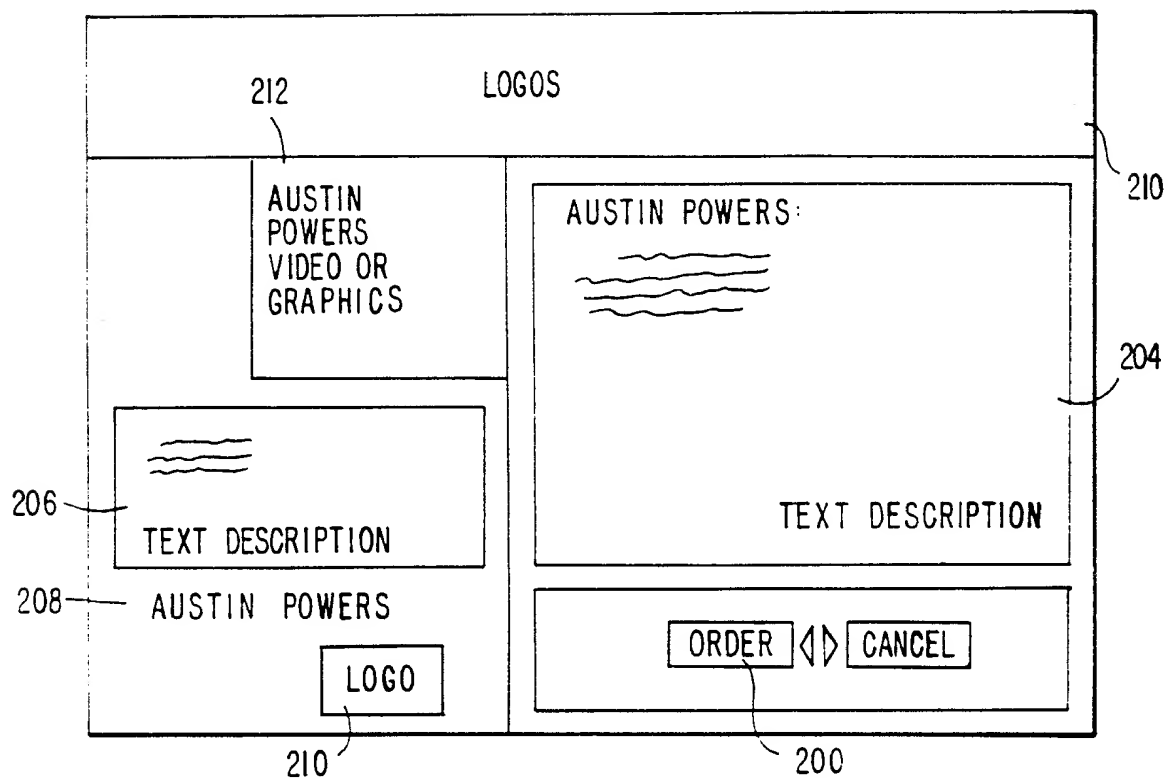 LOGOS
212
210
AUSTIN
POWERS
VIDEO OR
GRAPHICS
AUSTIN POWERS:
204
TEXT DESCRIPTION
206
TEXT DESCRIPTION
208
AUSTIN POWERS
ORDER
CANCEL
LOGO
210
200